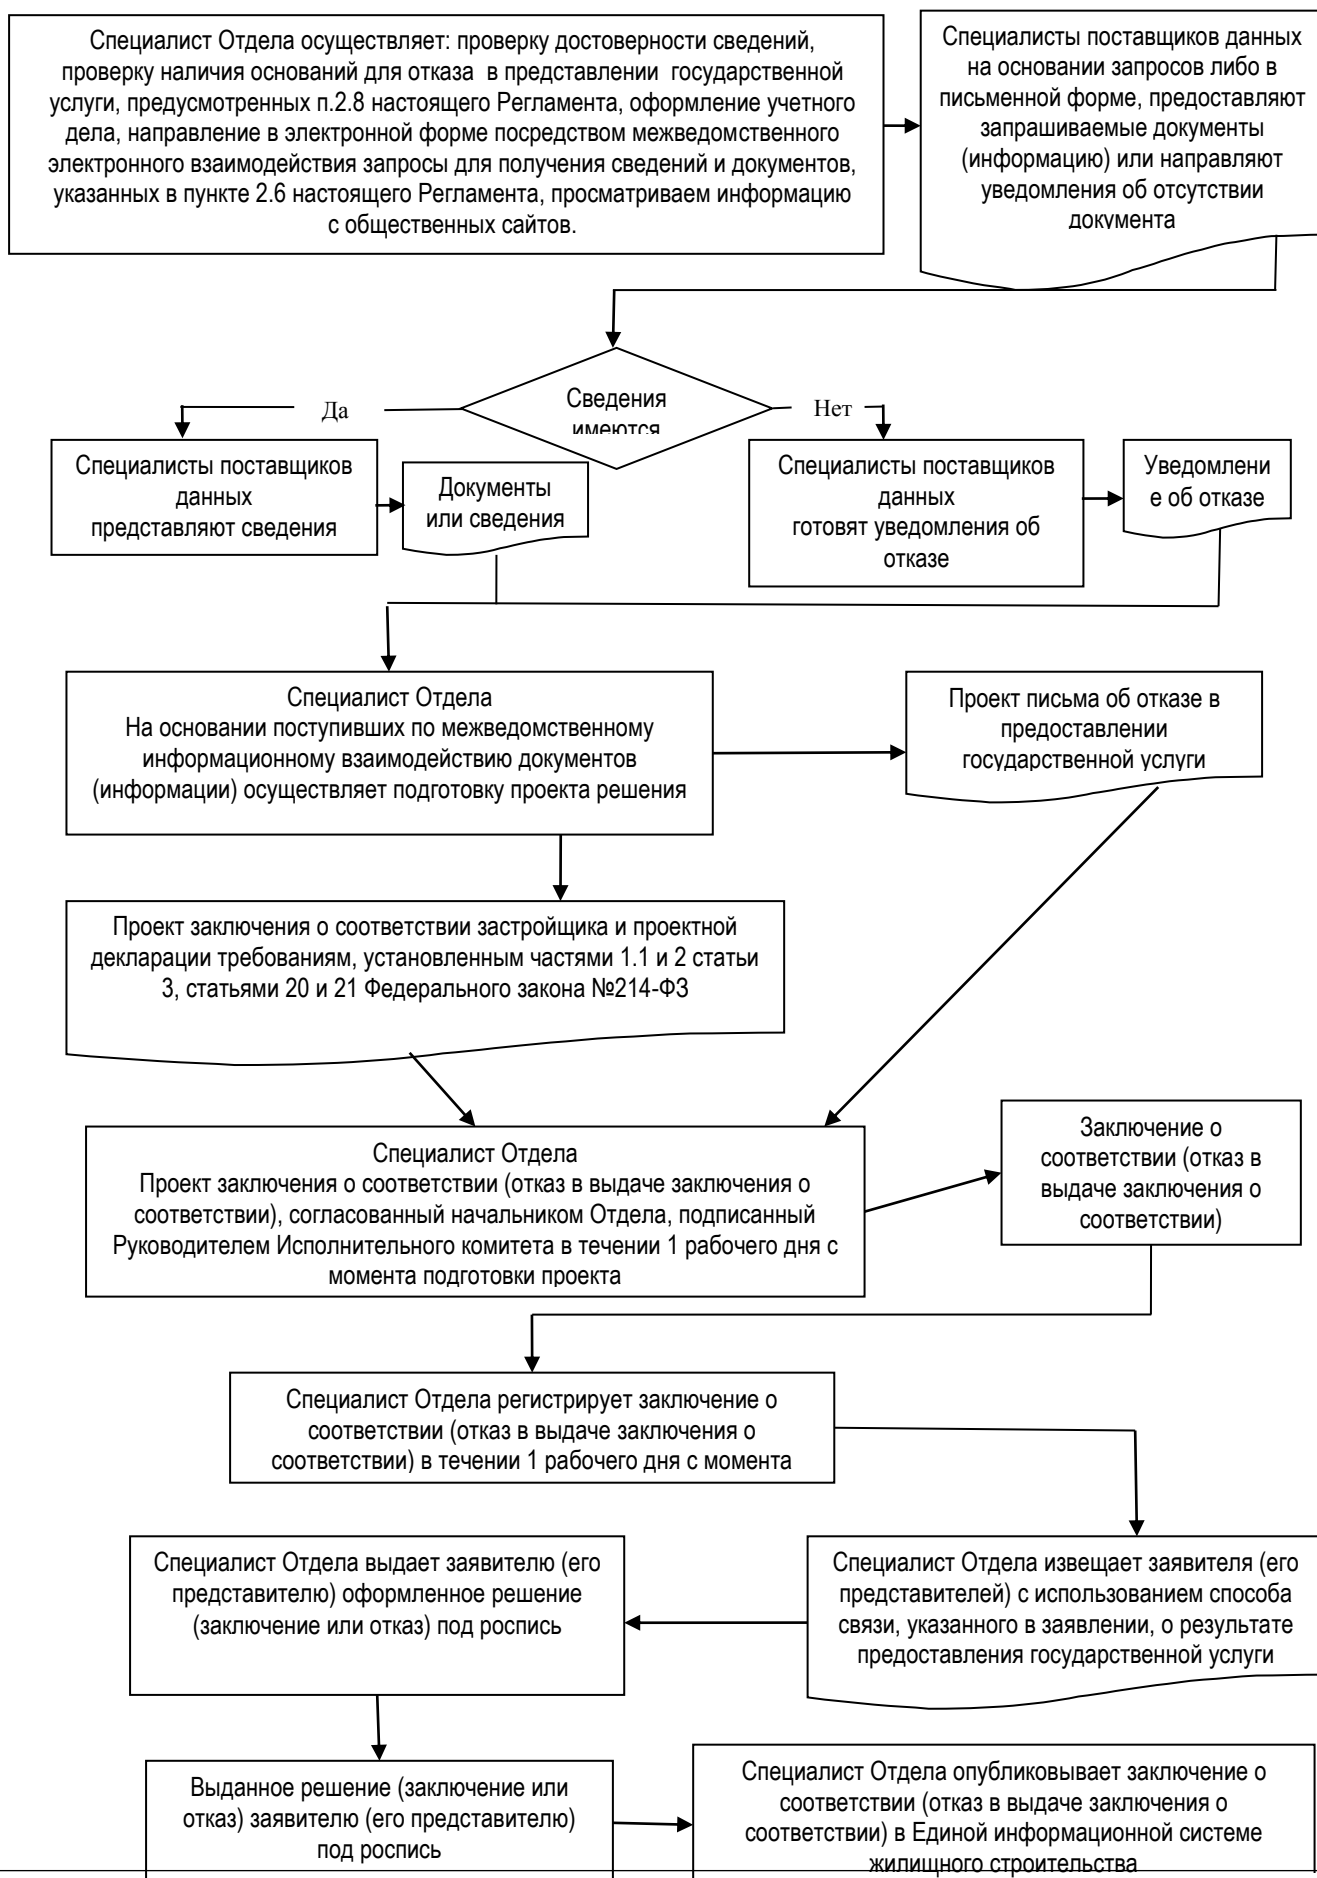 Специалист Отдела осуществляет: проверку достоверности сведений,
проверку наличия оснований для отказа в представлении государственной
услуги, предусмотренных п.2.8 настоящего Регламента, оформление учетного
дела, направление в электронной форме посредством межведомственного
электронного взаимодействия запросы для получения сведений и документов,
указанных в пункте 2.6 настоящего Регламента, просматриваем информацию
с общественных сайтов.
Специалисты поставщиков данных
на основании запросов либо в
письменной форме, предоставляют
запрашиваемые документы
(информацию) или направляют
уведомления об отсутствии
документа
Сведения
имеются
Да
Нет
Специалисты поставщиков
данных
представляют сведения
Документы
или сведения
Специалисты поставщиков
данных
готовят уведомления об
отказе
Уведомлени
е об отказе
Специалист Отдела
На основании поступивших по межведомственному
информационному взаимодействию документов
(информации) осуществляет подготовку проекта решения
Проект письма об отказе в
предоставлении
государственной услуги
Проект заключения о соответствии застройщика и проектной
декларации требованиям, установленным частями 1.1 и 2 статьи
3, статьями 20 и 21 Федерального закона №214-ФЗ
Специалист Отдела
Проект заключения о соответствии (отказ в выдаче заключения о
соответствии), согласованный начальником Отдела, подписанный
Руководителем Исполнительного комитета в течении 1 рабочего дня с
момента подготовки проекта
Заключение о
соответствии (отказ в
выдаче заключения о
соответствии)
Специалист Отдела регистрирует заключение о
соответствии (отказ в выдаче заключения о
соответствии) в течении 1 рабочего дня с момента
Специалист Отдела выдает заявителю (его
представителю) оформленное решение
(заключение или отказ) под роспись
Специалист Отдела извещает заявителя (его
представителей) с использованием способа
связи, указанного в заявлении, о результате
предоставления государственной услуги
Выданное решение (заключение или
отказ) заявителю (его представителю)
под роспись
Специалист Отдела опубликовывает заключение о
соответствии (отказ в выдаче заключения о
соответствии) в Единой информационной системе
жилищного строительства